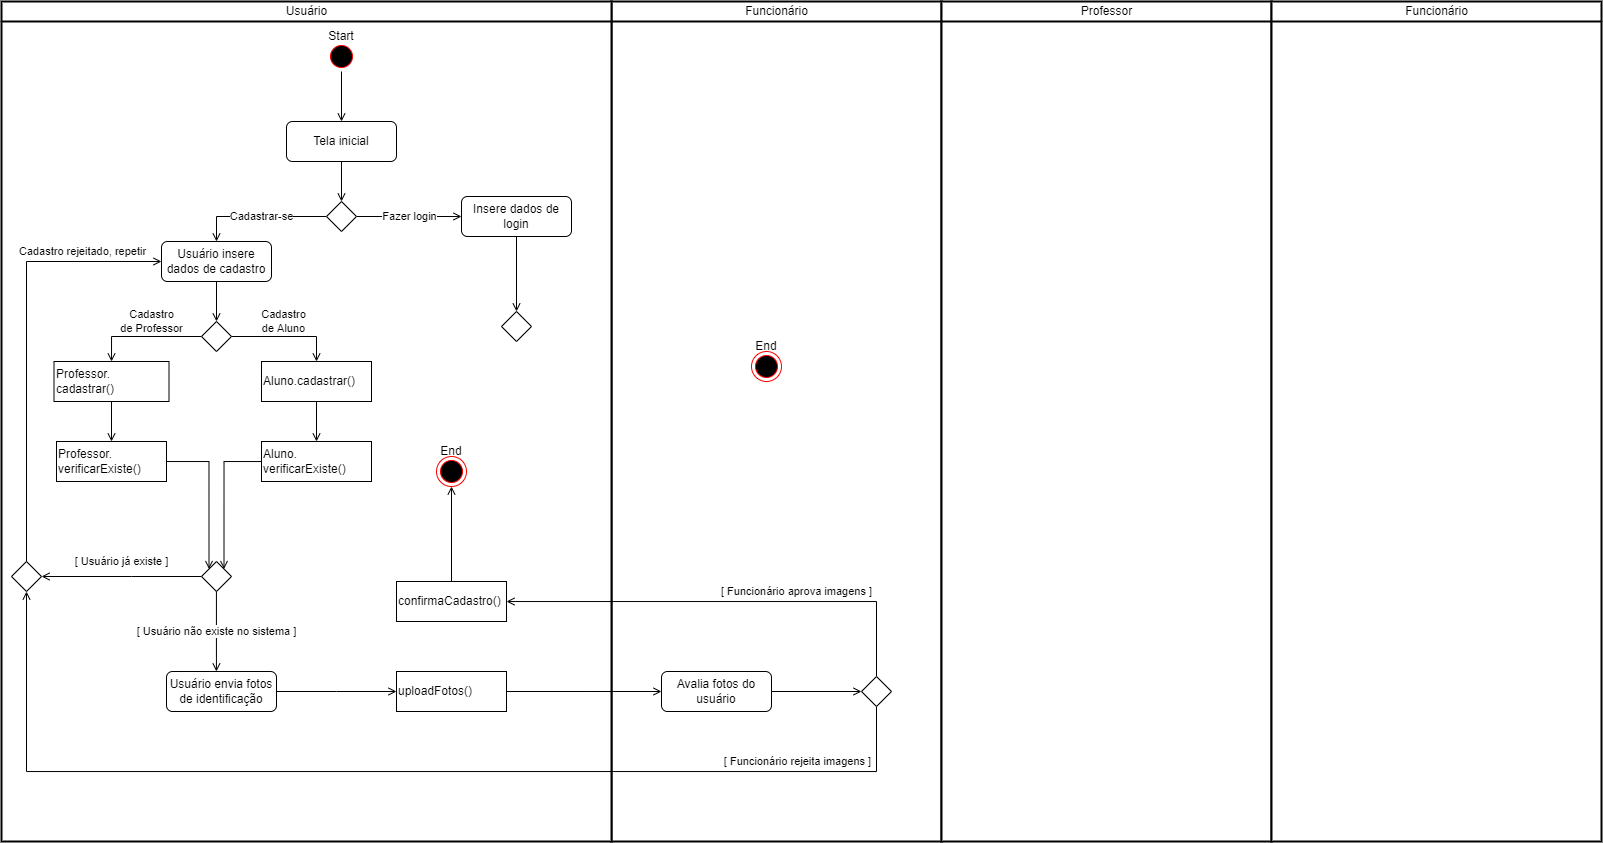 Usuário
Funcionário
Professor
Funcionário
Start
Tela inicial
Cadastrar-se
Fazer login
Insere dados de
login
Cadastro rejeitado, repetir
Usuário insere
dados de cadastro
Cadastro
de Professor
Cadastro
de Aluno
Professor.
cadastrar()
Aluno.cadastrar()
End
Professor.
verificarExiste()
Aluno.
verificarExiste()
End
[ Usuário já existe ]
confirmaCadastro()
[ Funcionário aprova imagens ]
[ Usuário não existe no sistema ]
Usuário envia fotos
de identificação
uploadFotos()
Avalia fotos do
usuário
[ Funcionário rejeita imagens ]